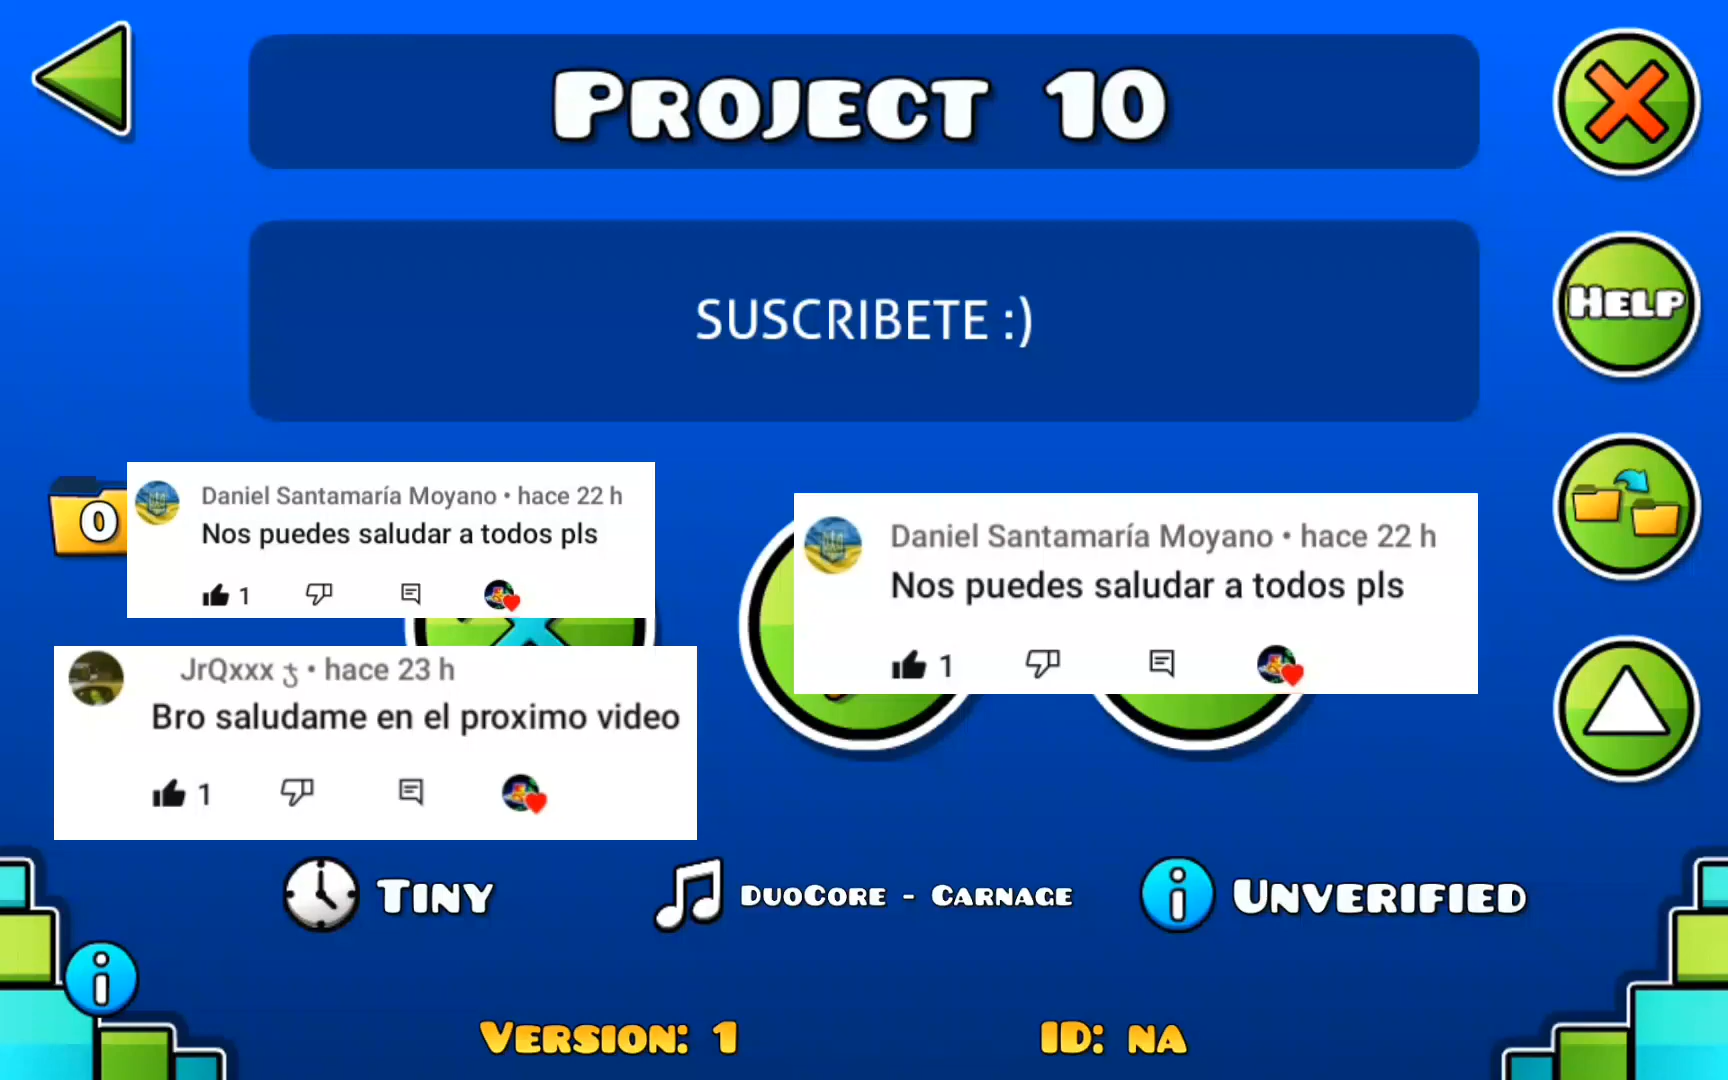 PROJECT 10
SUSCRIBETE :)
HELP
0
Daniel Santamaría Moyano • hace 22 h
Nos puedes saludar a todos pls
1
Daniel Santamaría Moyano • hace 22 h
Nos puedes saludar a todos pls
1
JrQxxx • hace 23 h
Bro saludame en el proximo video
1
TINY
DUOCORE - CARNAGE
UNVERIFIED
VERSION: 1
ID: NA